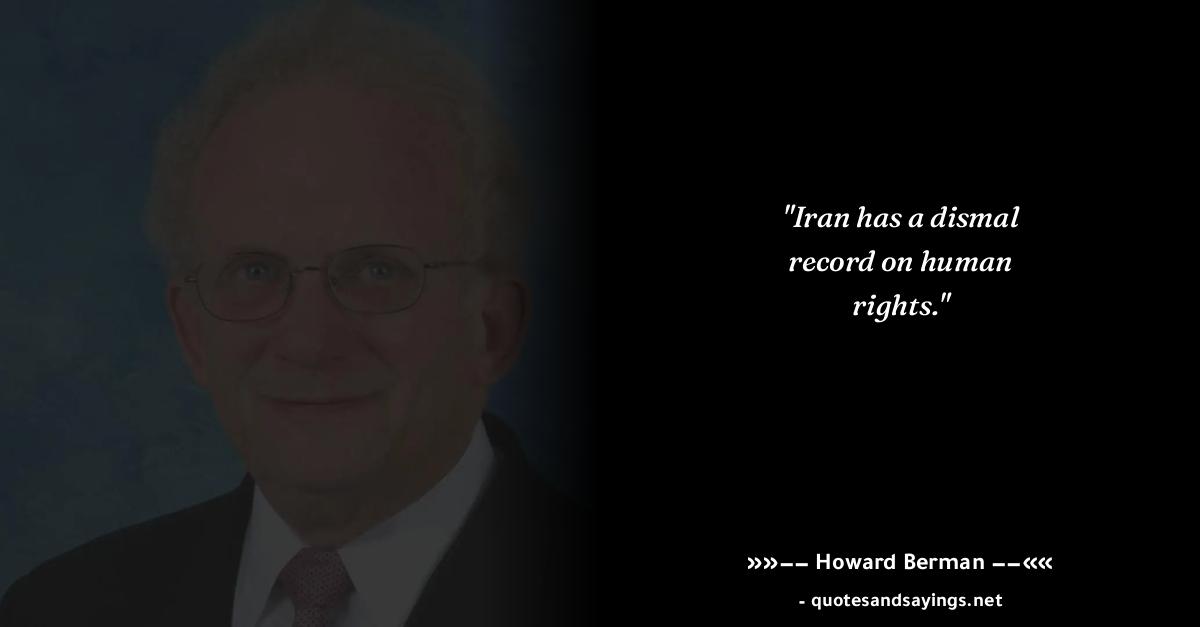 "Iran has a dismal
record on human
rights."
»»−− Howard Berman −−««
- quotesandsayings.net